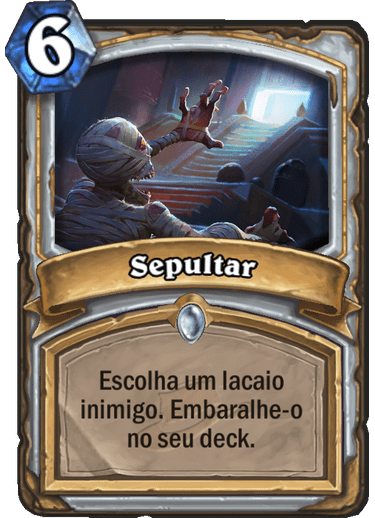 6
Sepultar
Escolha um lacaio
inimigo. Embaralhe-o
no seu deck.